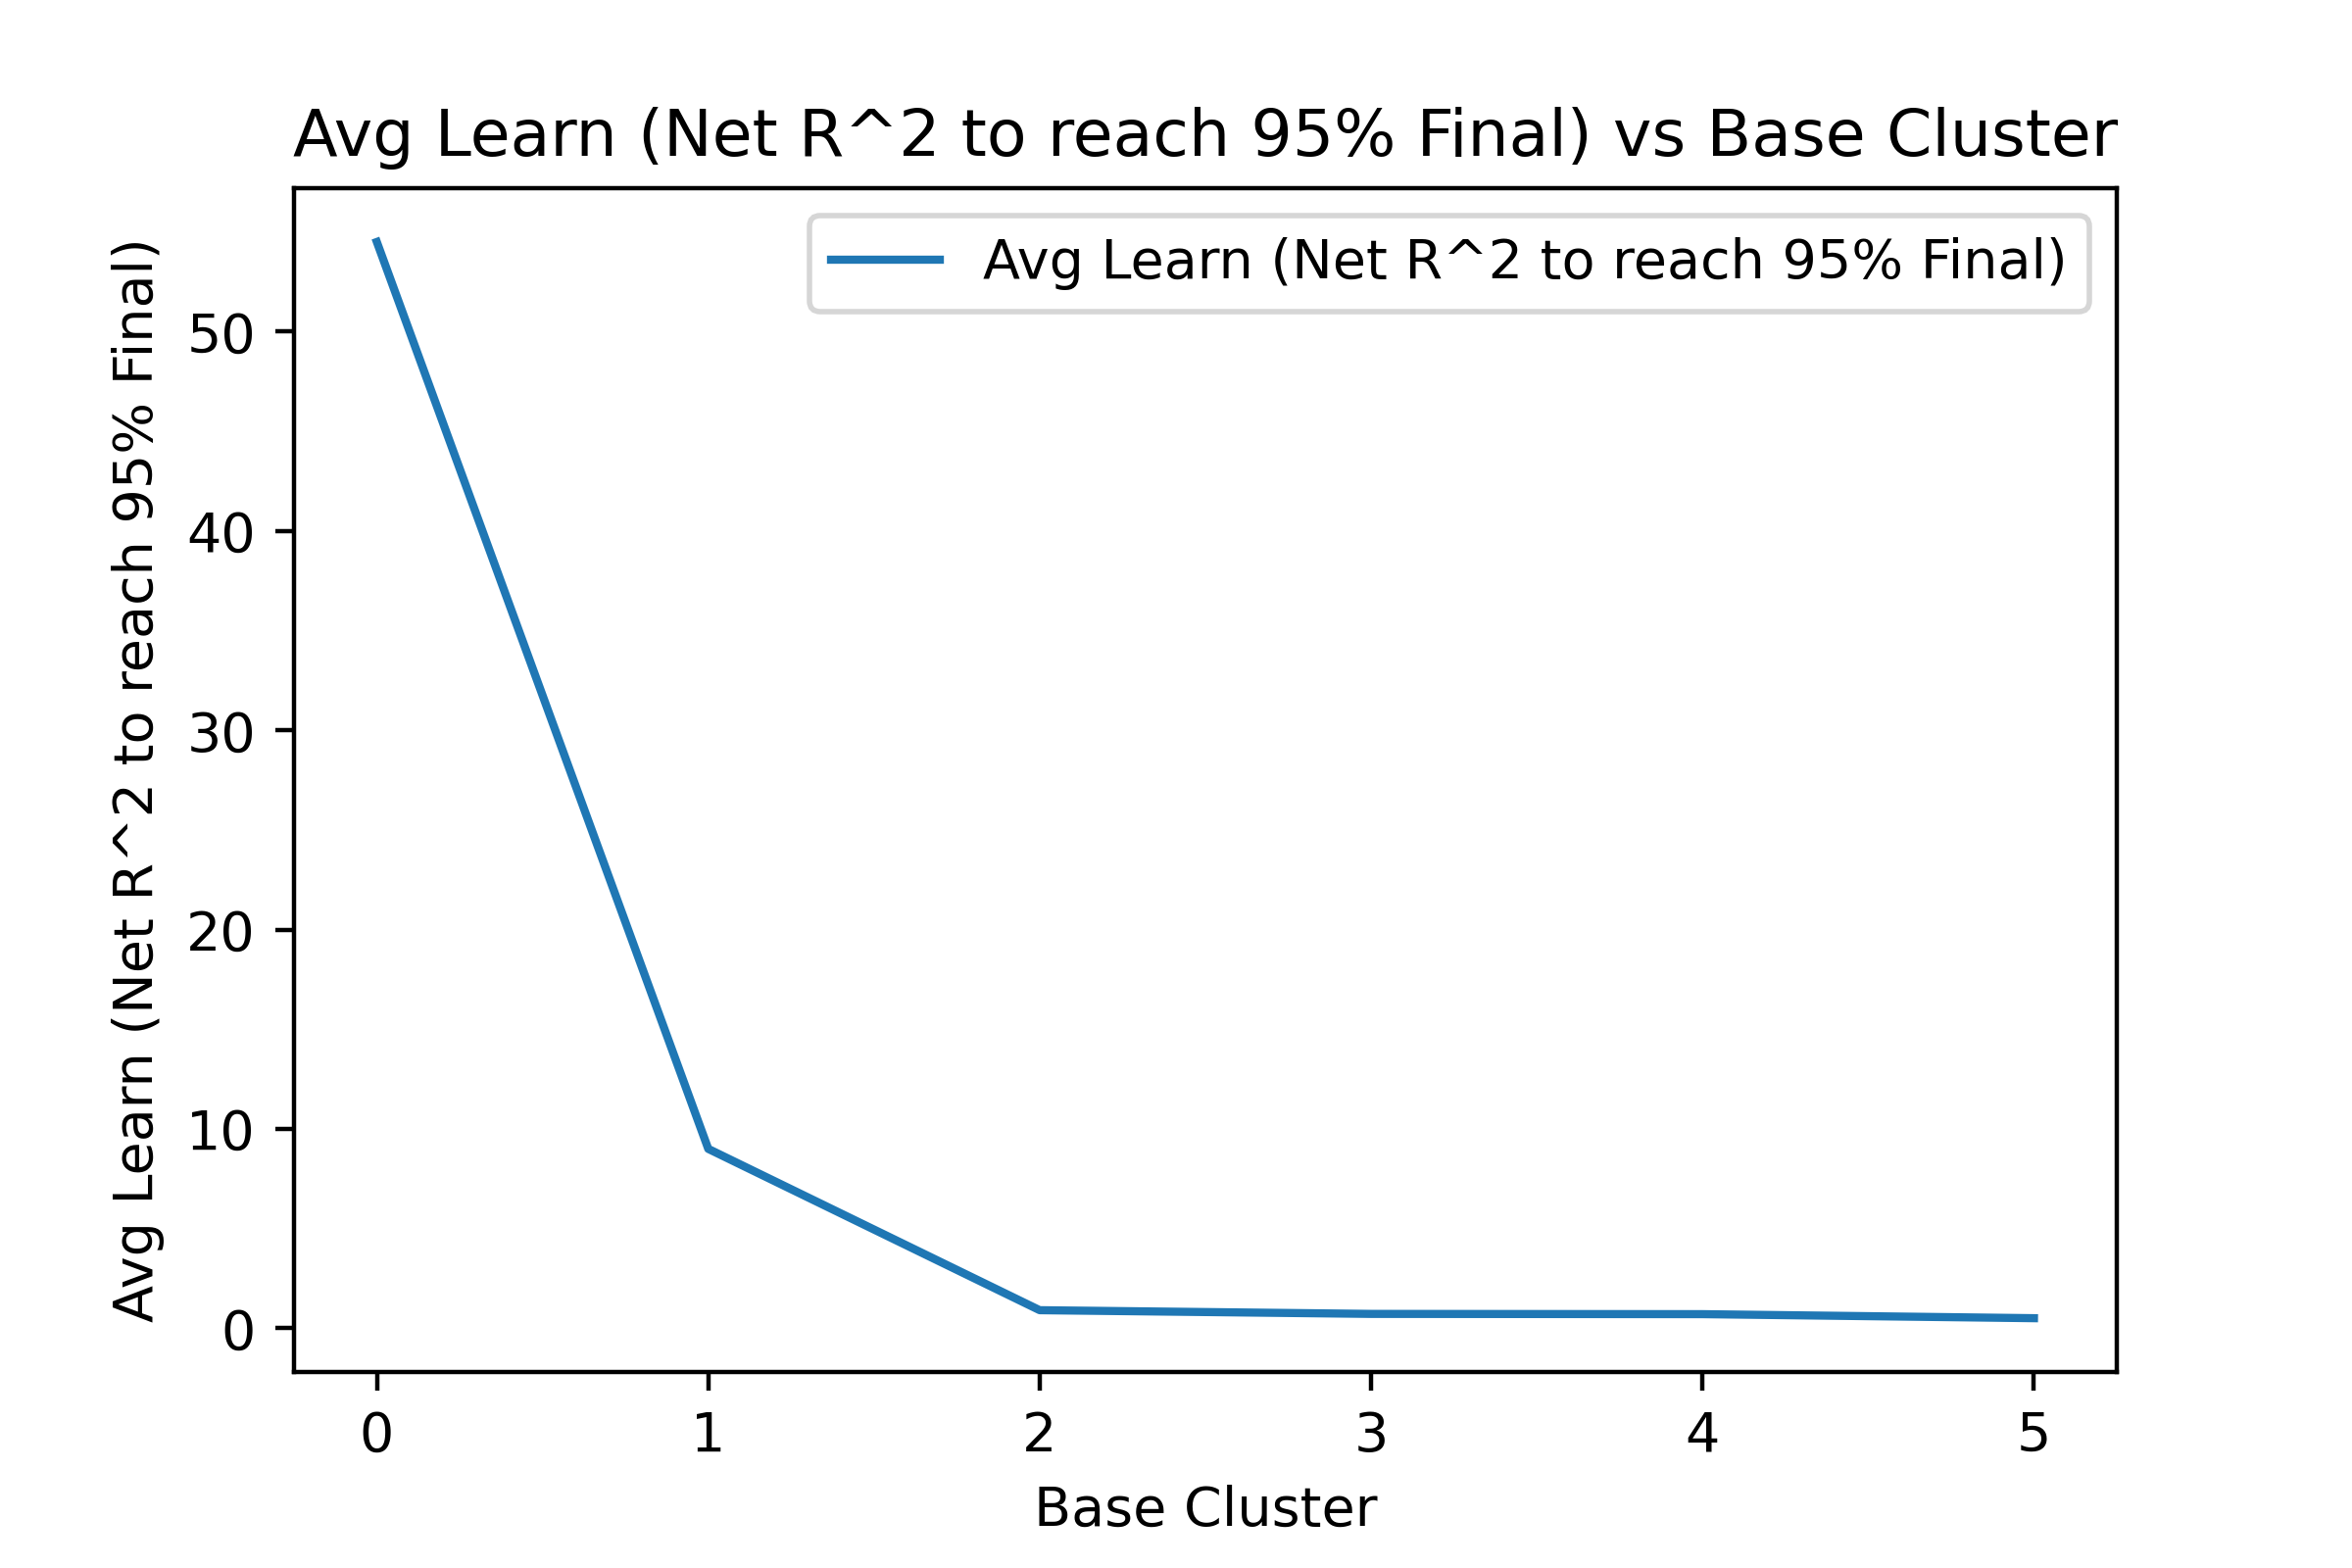 Avg Learn (Net R^2 to reach 95% Final) vs Base Cluster
Avg Learn (Net R^2 to reach 95% Final)
Avg Learn (Net R^2 to reach 95% Final)
50
40
30
20
10
0
0 1 2 3 4 5
Base Cluster